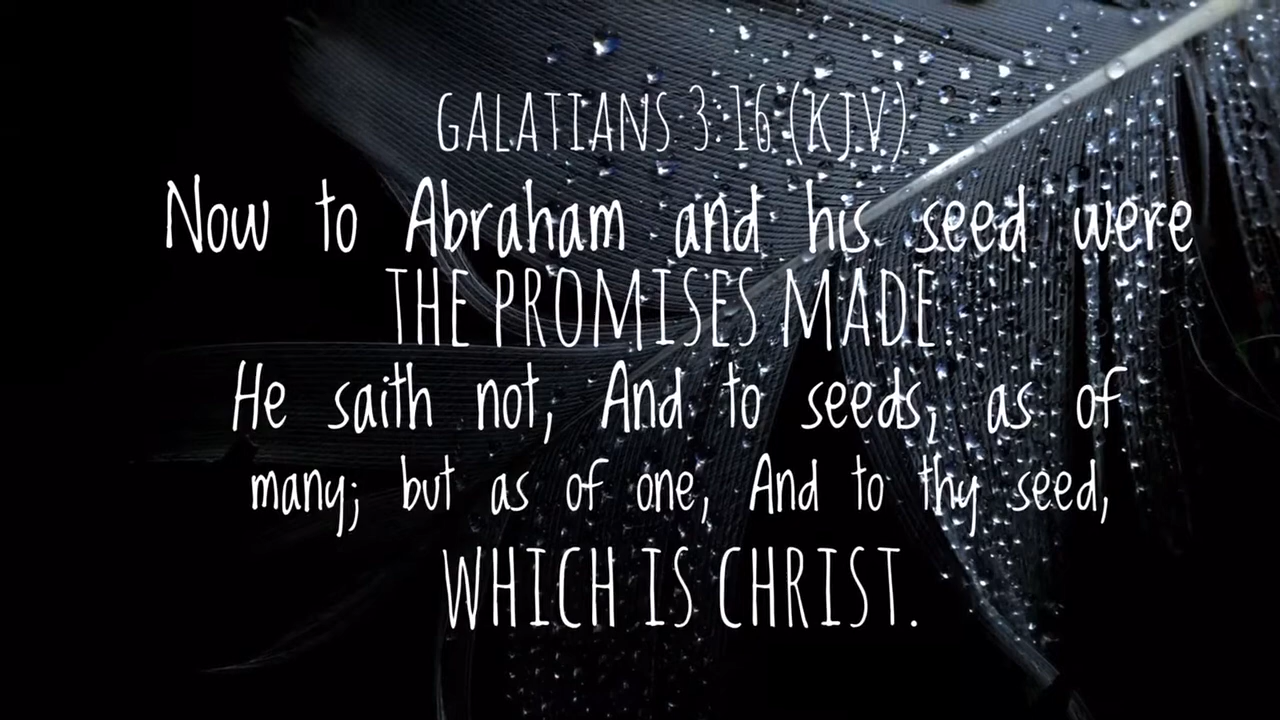 GALATIANS 3:16 (KJV)
Now to Abraham and his seed were
THE PROMISES MADE.
He saith not, And to seeds, as of
many; but as of one, And to thy seed,
WHICH IS CHRIST.